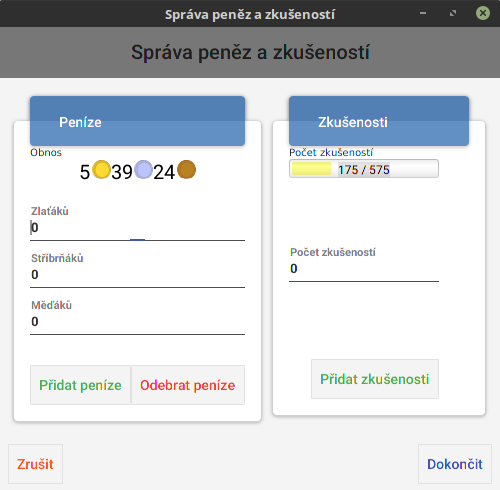 Správa peněz a zkušeností
Správa peněz a zkušeností
Peníze
Obnos
5 39 24
Zlaťáků
0
Stříbrňáků
0
Měďáků
0
Přidat peníze
Odebrat peníze
Zkušenosti
Počet zkušeností
175 / 575
Počet zkušeností
0
Přidat zkušenosti
Zrušit
Dokončit